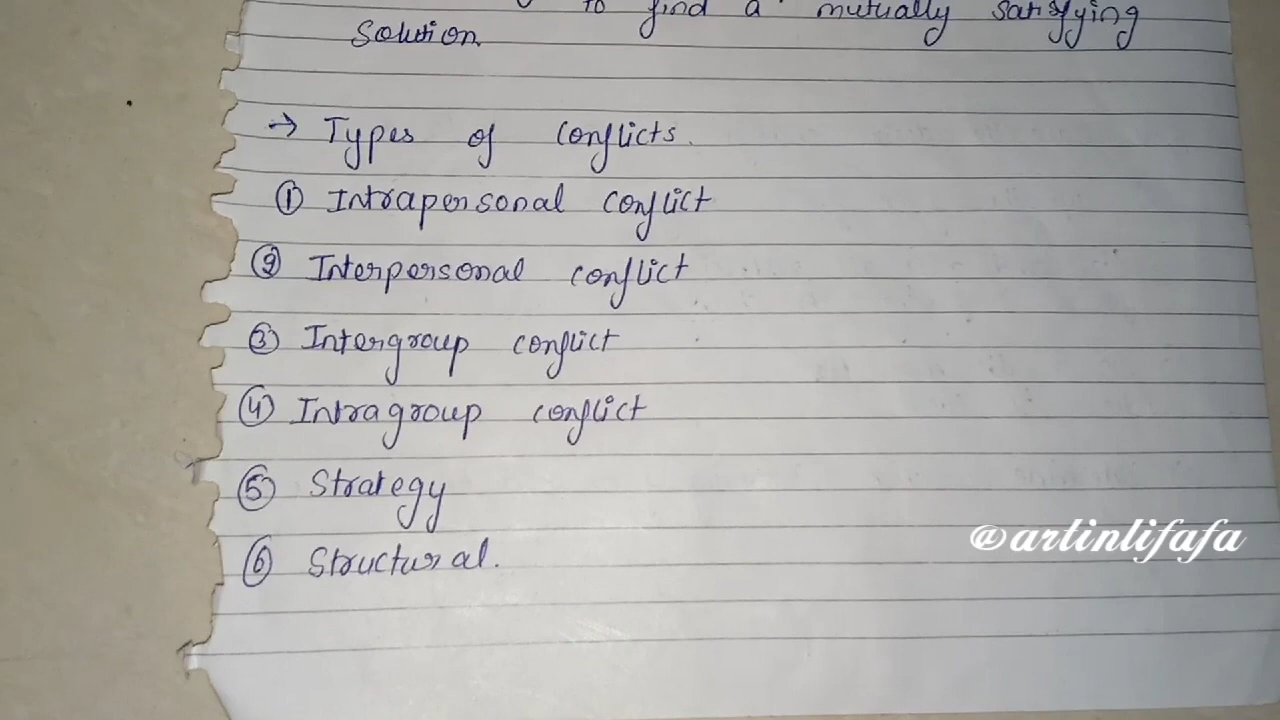 to find a mutually satisfying
Solution.
→ Types of conflicts.
① Intrapersonal conflict
② Interpersonal conflict
③ Intergroup conflict
④ Intragroup conflict
⑤ Strategy
⑥ Structural.
@artinlifafa